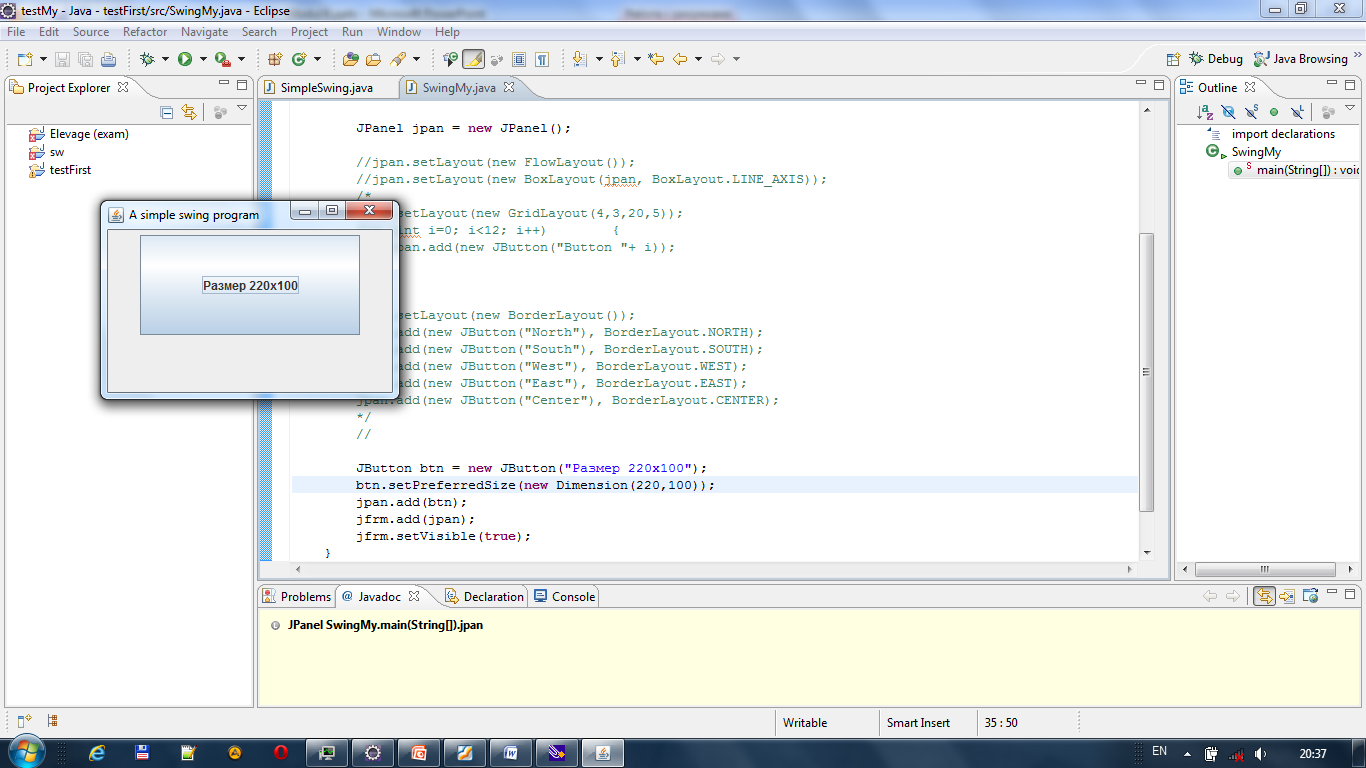 testMy - Java - testFirst/src/SwingMy.java - Eclipse
File Edit Source Refactor Navigate Search Project Run Window Help
Debug Java Browsing
Project Explorer
Elevage (exam)
sw
testFirst
SimpleSwing.java SwingMy.java
JPanel jpan = new JPanel();
//jpan.setLayout(new FlowLayout());
//jpan.setLayout(new BoxLayout(jpan, BoxLayout.LINE_AXIS));
/*
setLayout(new GridLayout(4,3,20,5));
int i=0; i<12; i++) {
pan.add(new JButton("Button "+ i));
setLayout(new BorderLayout());
add(new JButton("North"), BorderLayout.NORTH);
add(new JButton("South"), BorderLayout.SOUTH);
add(new JButton("West"), BorderLayout.WEST);
add(new JButton("East"), BorderLayout.EAST);
jpan.add(new JButton("Center"), BorderLayout.CENTER);
*/
//
JButton btn = new JButton("Размер 220x100");
btn.setPreferredSize(new Dimension(220,100));
jpan.add(btn);
jfrm.add(jpan);
jfrm.setVisible(true);
}
A simple swing program
Размер 220x100
Outline
import declarations
SwingMy
main(String[]) : void
Problems @ Javadoc Declaration Console
JPanel SwingMy.main(String[]).jpan
Writable Smart Insert 35 : 50
EN 20:37